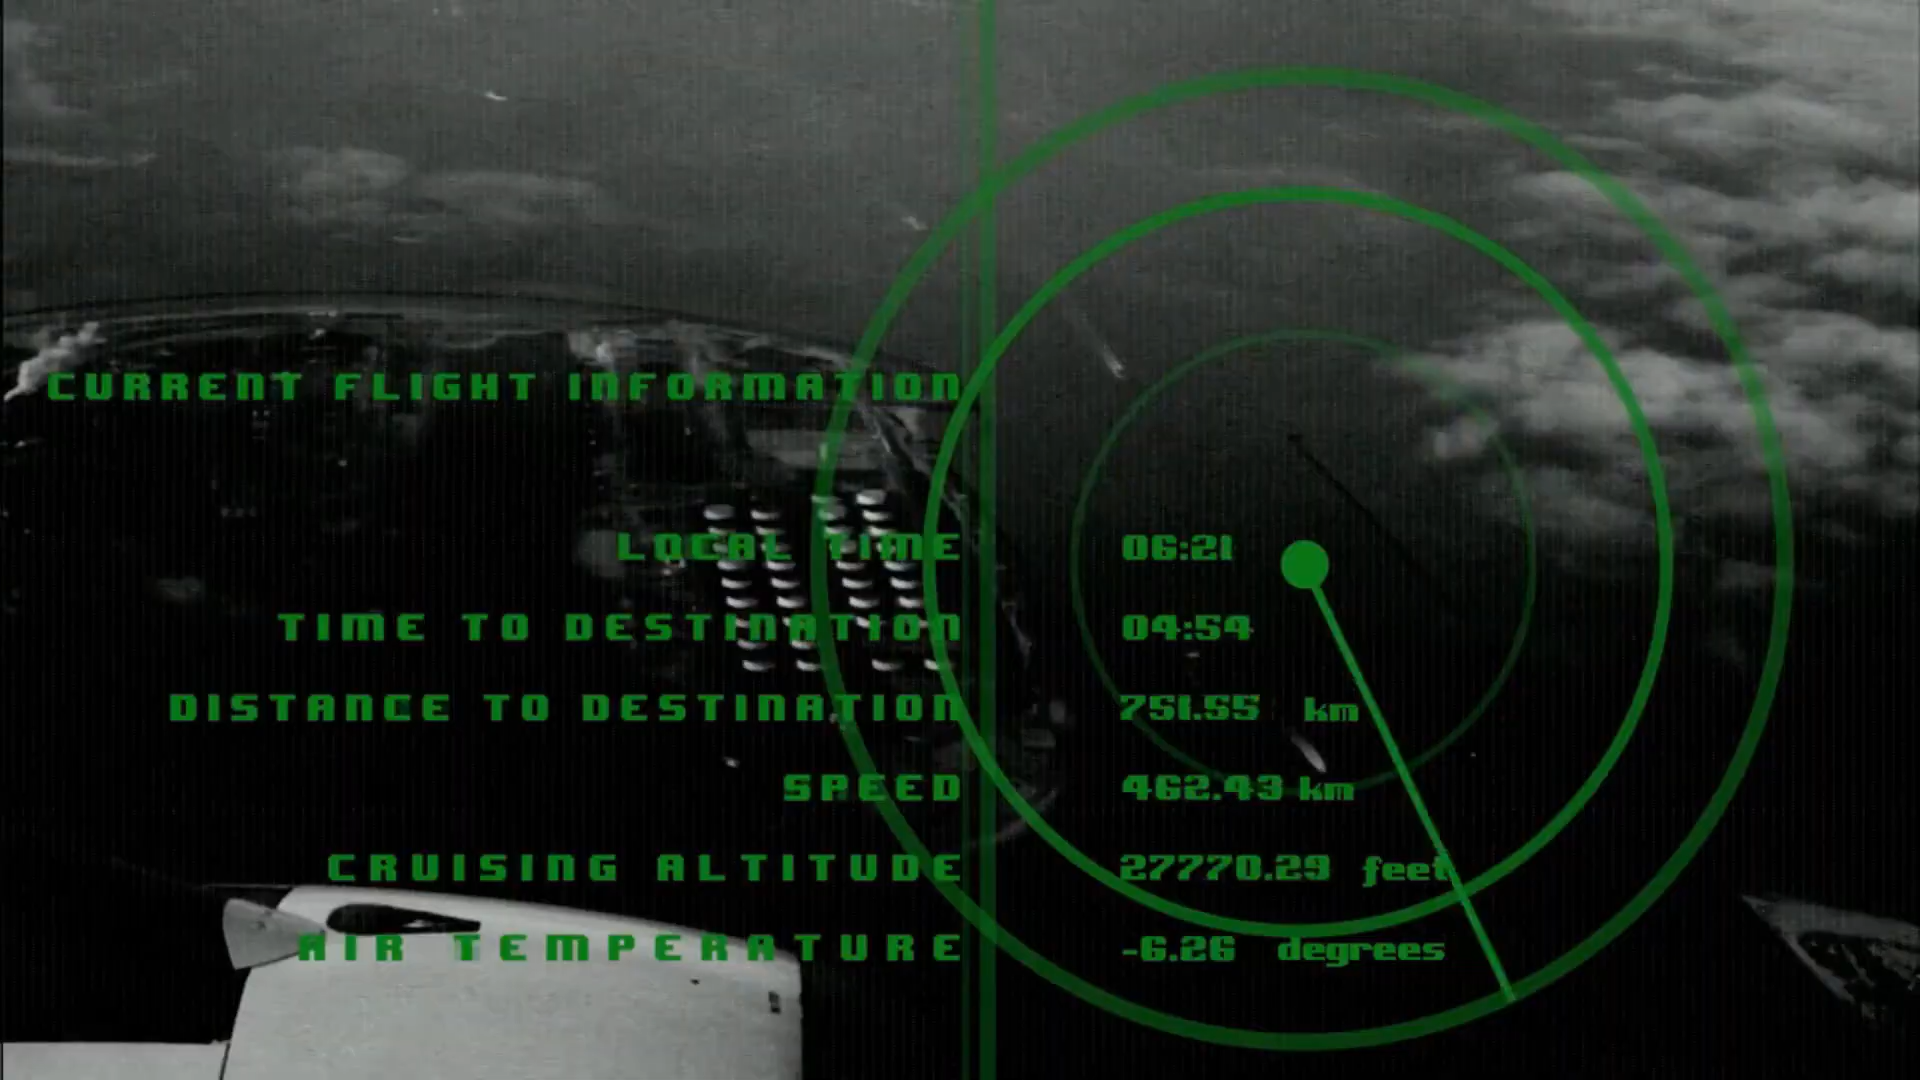 CURRENT FLIGHT INFORMATION
LOCAL TIME 06:21
TIME TO DESTINATION 04:54
DISTANCE TO DESTINATION 751.55 km
SPEED 462.43 km
CRUISING ALTITUDE 27770.29 feet
AIR TEMPERATURE -6.26 degrees